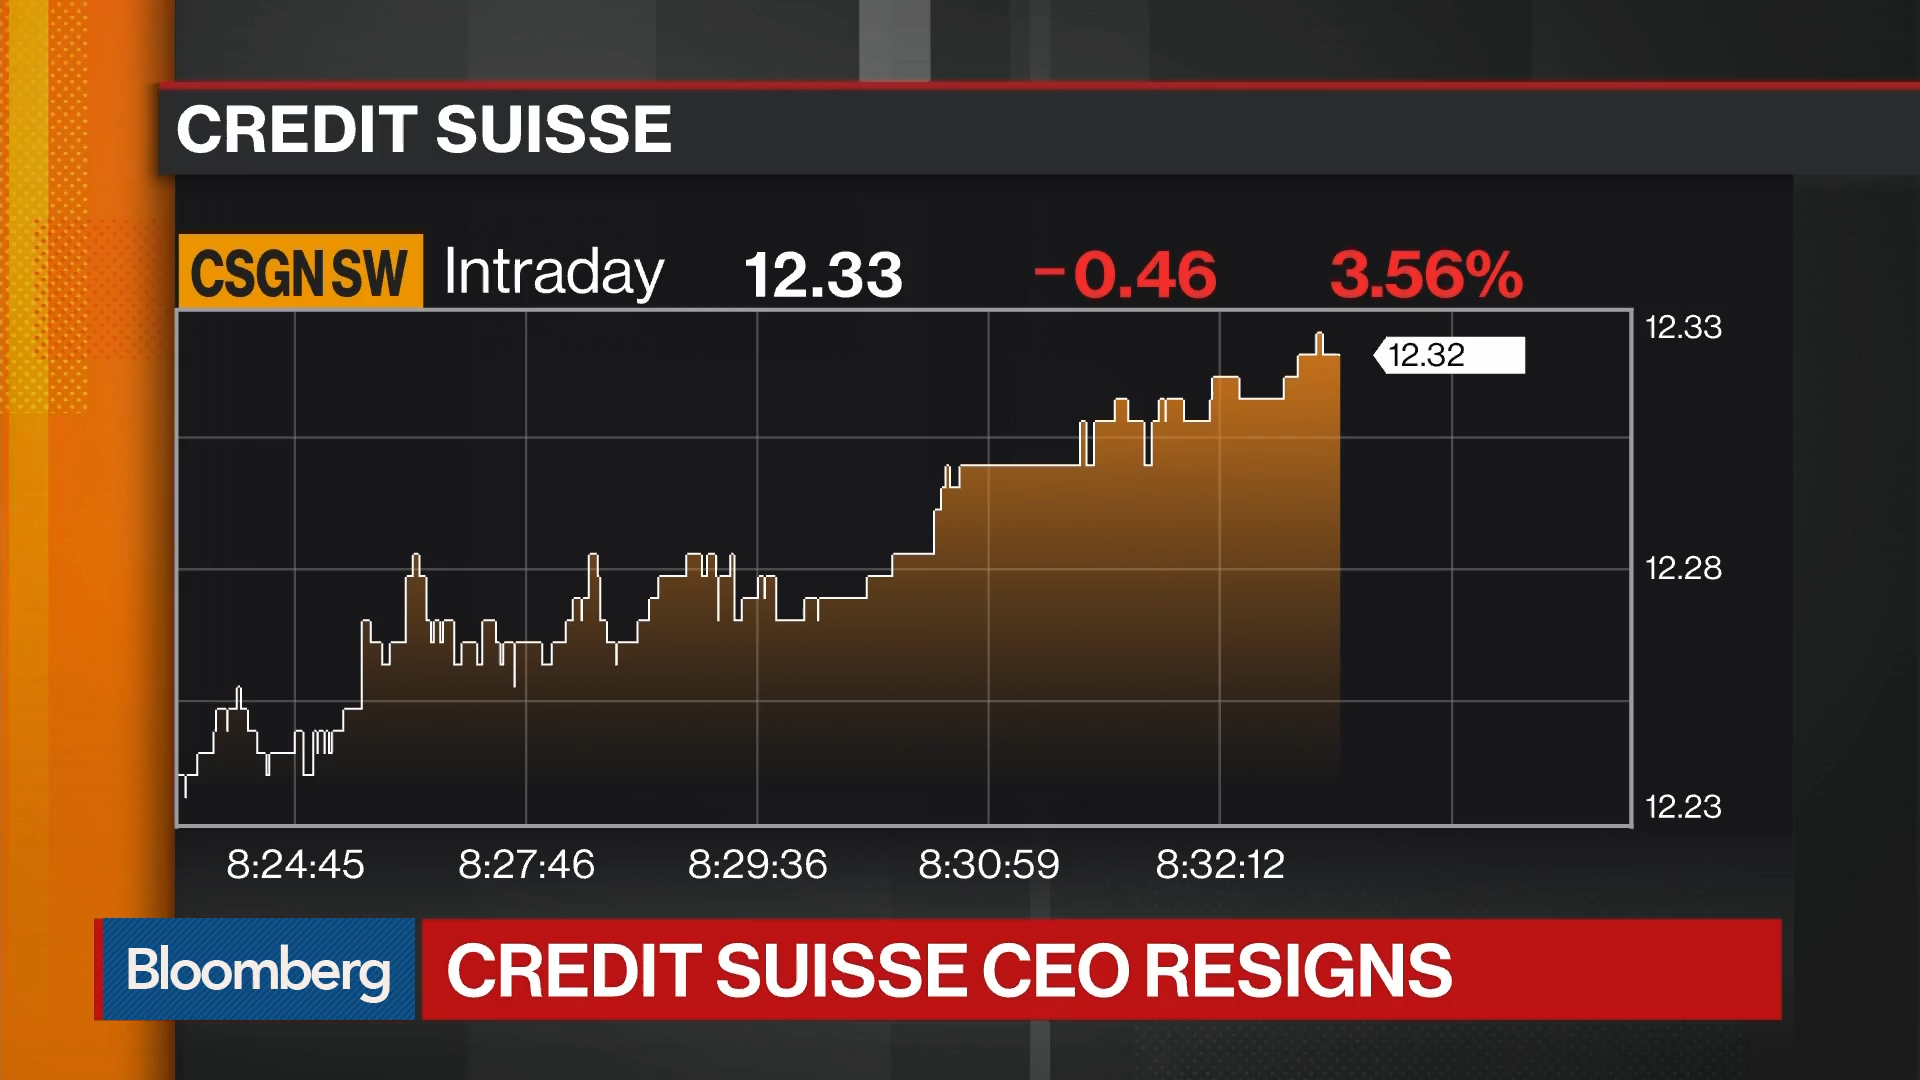 CREDIT SUISSE
CSGN SW Intraday 12.33 -0.46 3.56%
12.33
12.32
12.28
12.23
8:24:45 8:27:46 8:29:36 8:30:59 8:32:12
Bloomberg CREDIT SUISSE CEO RESIGNS